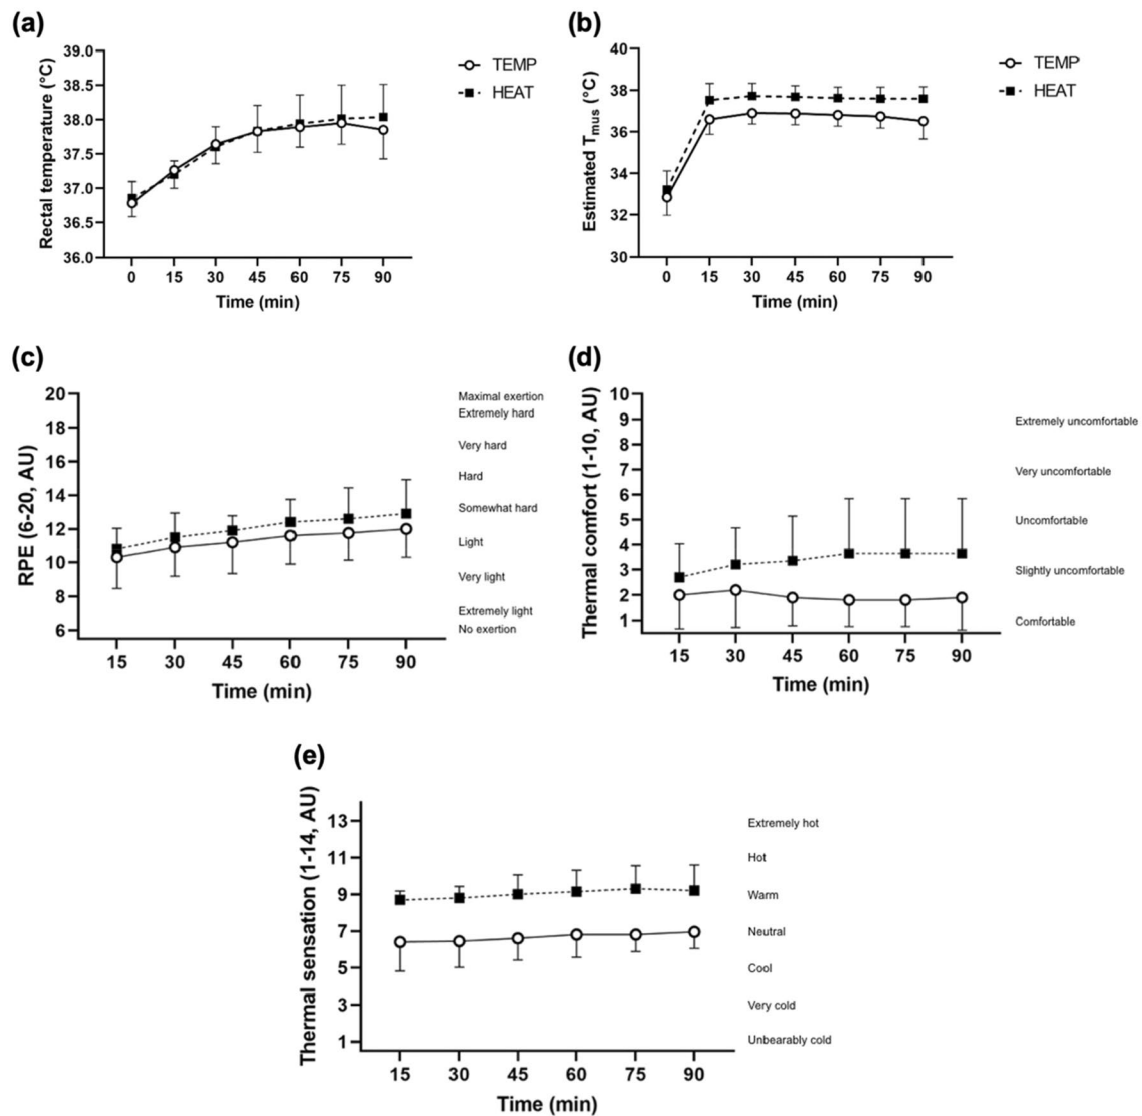 (a)
Rectal temperature (°C)
39.0
38.5
38.0
37.5
37.0
36.5
36.0
0 15 30 45 60 75 90
Time (min)
TEMP
HEAT
(b)
Estimated Tmus (°C)
40
38
36
34
32
30
0 15 30 45 60 75 90
Time (min)
TEMP
HEAT
(c)
RPE (6-20, AU)
20
18
16
14
12
10
8
6
15 30 45 60 75 90
Time (min)
Maximal exertion
Extremely hard
Very hard
Hard
Somewhat hard
Light
Very light
Extremely light
No exertion
(d)
Thermal comfort (1-10, AU)
10
9
8
7
6
5
4
3
2
1
15 30 45 60 75 90
Time (min)
Extremely uncomfortable
Very uncomfortable
Uncomfortable
Slightly uncomfortable
Comfortable
(e)
Thermal sensation (1-14, AU)
13
11
9
7
5
3
1
15 30 45 60 75 90
Time (min)
Extremely hot
Hot
Warm
Neutral
Cool
Very cold
Unbearably cold